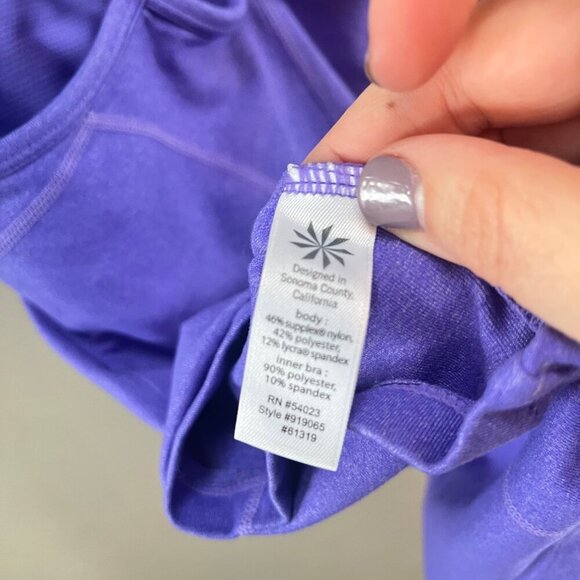 Designed in
Sonoma County,
California
body :
46% supplex® nylon,
42% polyester,
12% lycra® spandex
inner bra :
90% polyester,
10% spandex
RN #54023
Style #919065
#61319